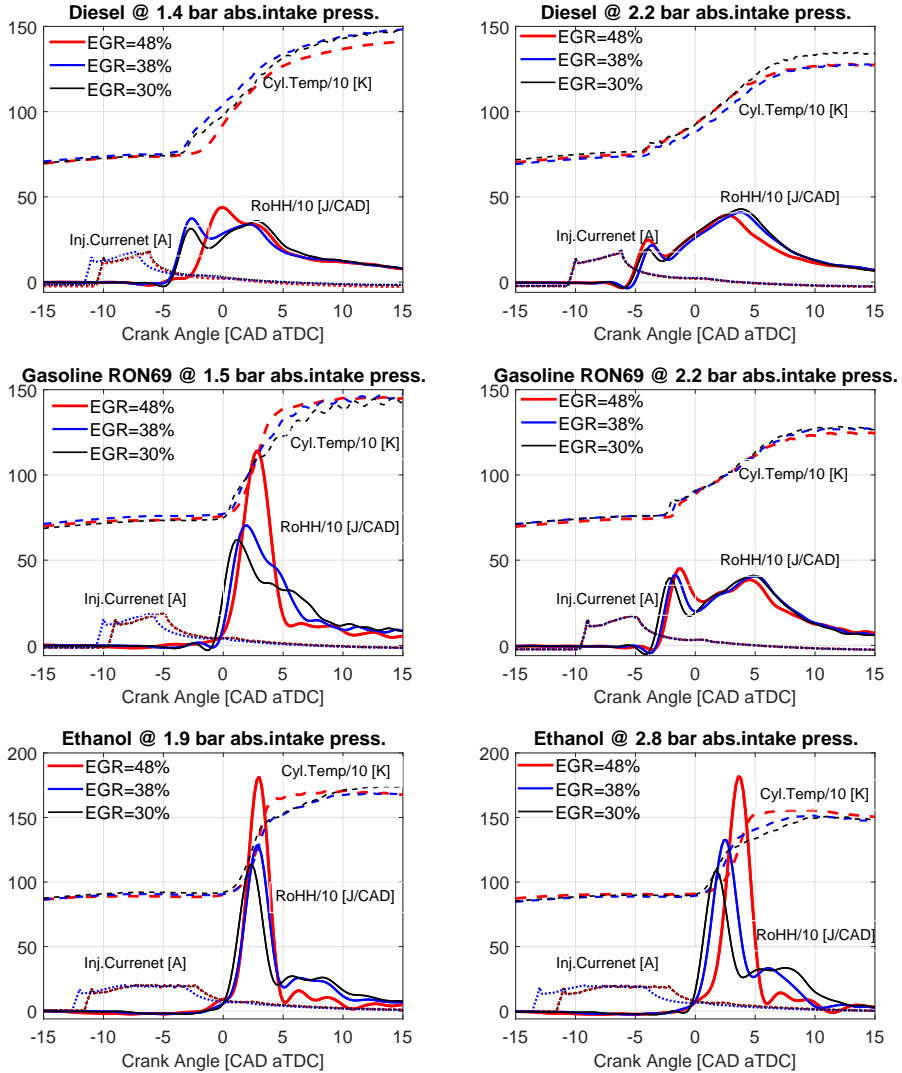 Diesel @ 1.4 bar abs.intake press.
150
EGR=48%
EGR=38%
EGR=30%
Cyl.Temp/10 [K]
100
50
RoHH/10 [J/CAD]
Inj.Currenet [A]
0
-15 -10 -5 0 5 10 15
Crank Angle [CAD aTDC]
Diesel @ 2.2 bar abs.intake press.
150
EGR=48%
EGR=38%
EGR=30%
Cyl.Temp/10 [K]
100
50
RoHH/10 [J/CAD]
Inj.Currenet [A]
0
-15 -10 -5 0 5 10 15
Crank Angle [CAD aTDC]
Gasoline RON69 @ 1.5 bar abs.intake press.
150
EGR=48%
EGR=38%
EGR=30%
Cyl.Temp/10 [K]
100
RoHH/10 [J/CAD]
50
Inj.Currenet [A]
0
-15 -10 -5 0 5 10 15
Crank Angle [CAD aTDC]
Gasoline RON69 @ 2.2 bar abs.intake press.
150
EGR=48%
EGR=38%
EGR=30%
Cyl.Temp/10 [K]
100
RoHH/10 [J/CAD]
50
Inj.Currenet [A]
0
-15 -10 -5 0 5 10 15
Crank Angle [CAD aTDC]
Ethanol @ 1.9 bar abs.intake press.
200
EGR=48%
Cyl.Temp/10 [K]
EGR=38%
EGR=30%
150
100
RoHH/10 [J/CAD]
50
Inj.Currenet [A]
0
-15 -10 -5 0 5 10 15
Crank Angle [CAD aTDC]
Ethanol @ 2.8 bar abs.intake press.
200
EGR=48%
EGR=38%
Cyl.Temp/10 [K]
EGR=30%
150
100
RoHH/10 [J/CAD]
50
Inj.Currenet [A]
0
-15 -10 -5 0 5 10 15
Crank Angle [CAD aTDC]